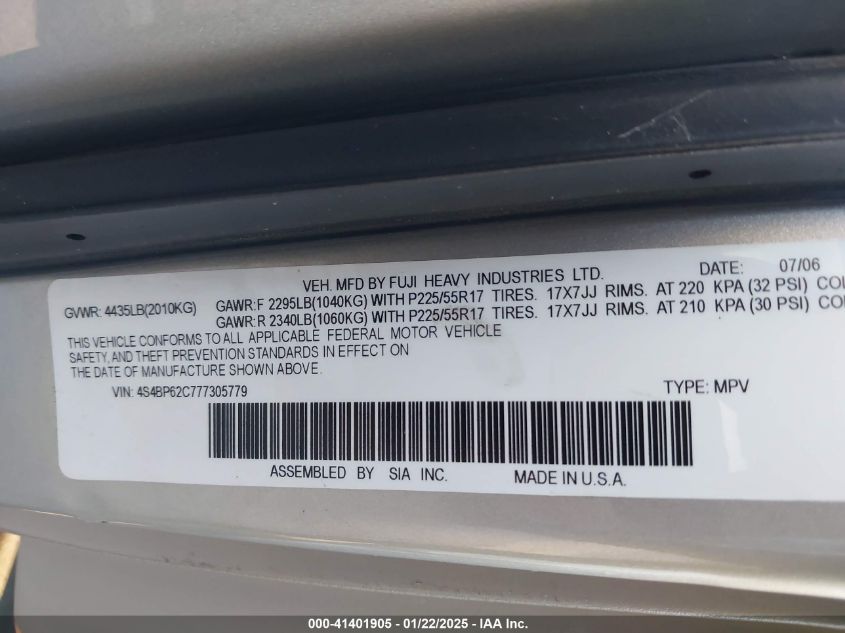 VEH. MFD BY FUJI HEAVY INDUSTRIES LTD. DATE: 07/06
GVWR: 4435LB(2010KG) GAWR:F 2295LB(1040KG) WITH P225/55R17 TIRES. 17X7JJ RIMS. AT 220 KPA (32 PSI)
GAWR:R 2340LB(1060KG) WITH P225/55R17 TIRES. 17X7JJ RIMS. AT 210 KPA (30 PSI)
THIS VEHICLE CONFORMS TO ALL APPLICABLE FEDERAL MOTOR VEHICLE
SAFETY, AND THEFT PREVENTION STANDARDS IN EFFECT ON
THE DATE OF MANUFACTURE SHOWN ABOVE.
VIN: 4S4BP62C777305779 TYPE: MPV
ASSEMBLED BY SIA INC. MADE IN U.S.A.
000-41401905 - 01/22/2025 - IAA Inc.